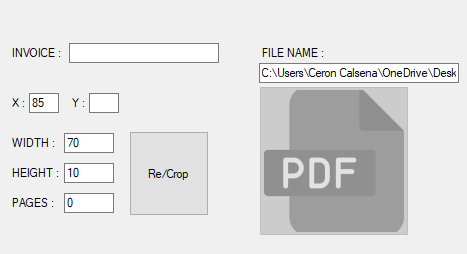 INVOICE :
FILE NAME :
C:\Users\Ceron Calsena\OneDrive\Desk
X : 85 Y :
WIDTH : 70
HEIGHT : 10
PAGES : 0
Re/Crop
PDF